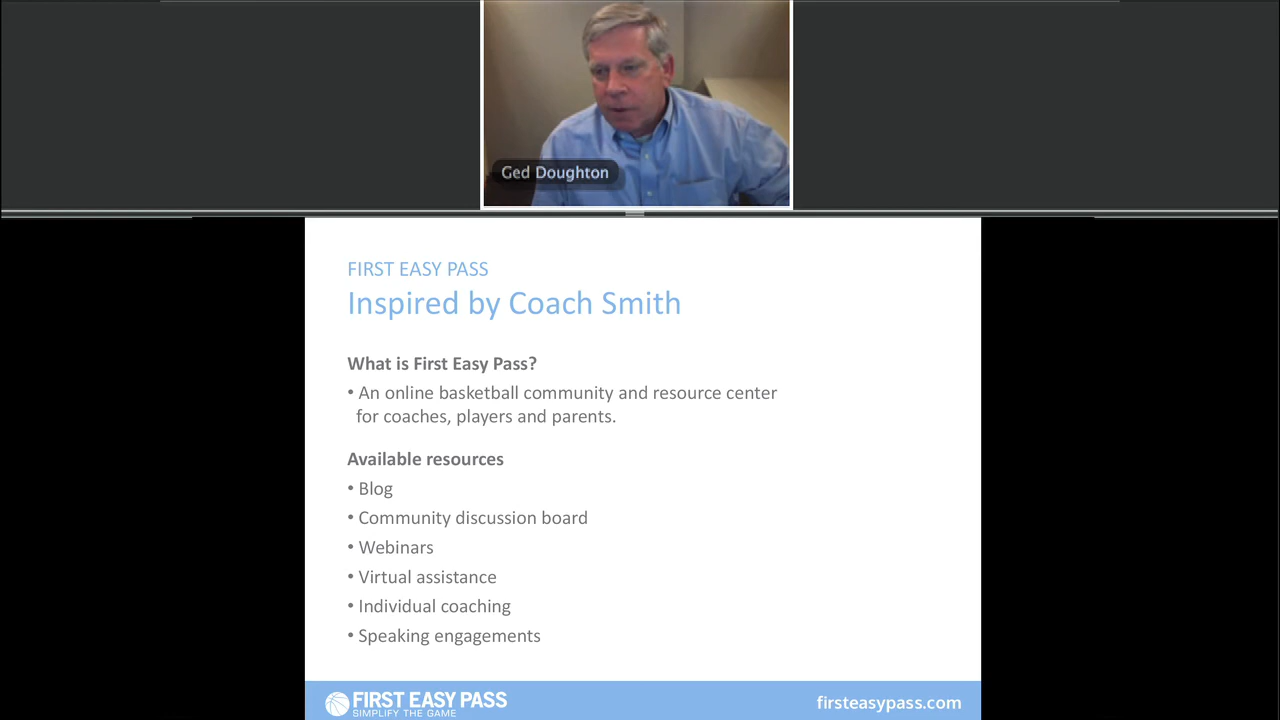 Ged Doughton
FIRST EASY PASS
Inspired by Coach Smith
What is First Easy Pass?
• An online basketball community and resource center
for coaches, players and parents.
Available resources
• Blog
• Community discussion board
• Webinars
• Virtual assistance
• Individual coaching
• Speaking engagements
FIRST EASY PASS
SIMPLIFY THE GAME
firsteasypass.com